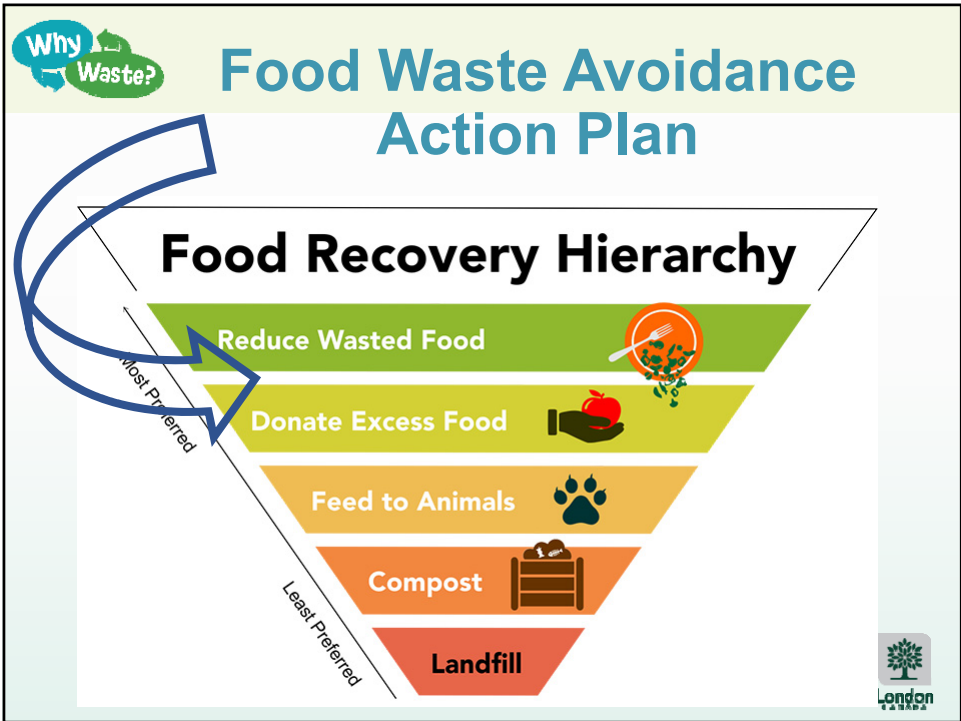 Why
Waste?
Food Waste Avoidance
Action Plan
Food Recovery Hierarchy
Reduce Wasted Food
Most Preferred
Donate Excess Food
Feed to Animals
Compost
Least Preferred
Landfill
London
CANADA